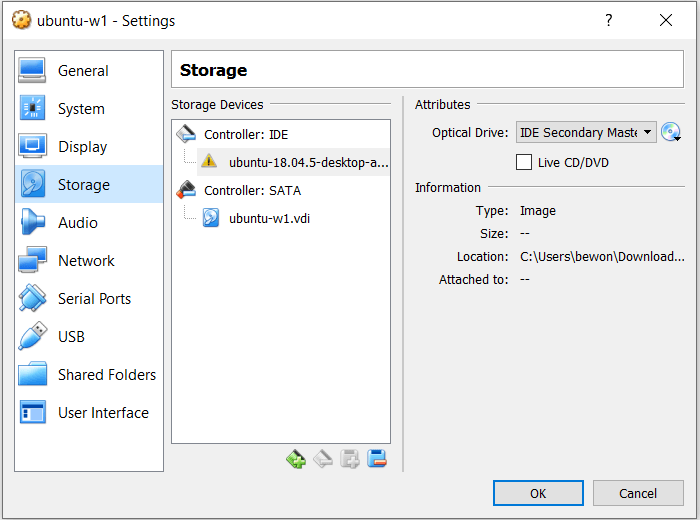 ubuntu-w1 - Settings
?
General
System
Display
Storage
Audio
Network
Serial Ports
USB
Shared Folders
User Interface
Storage
Storage Devices
Controller: IDE
ubuntu-18.04.5-desktop-a...
Controller: SATA
ubuntu-w1.vdi
Attributes
Optical Drive: IDE Secondary Maste
Live CD/DVD
Information
Type: Image
Size: --
Location: C:\Users\bewon\Download...
Attached to: --
OK
Cancel